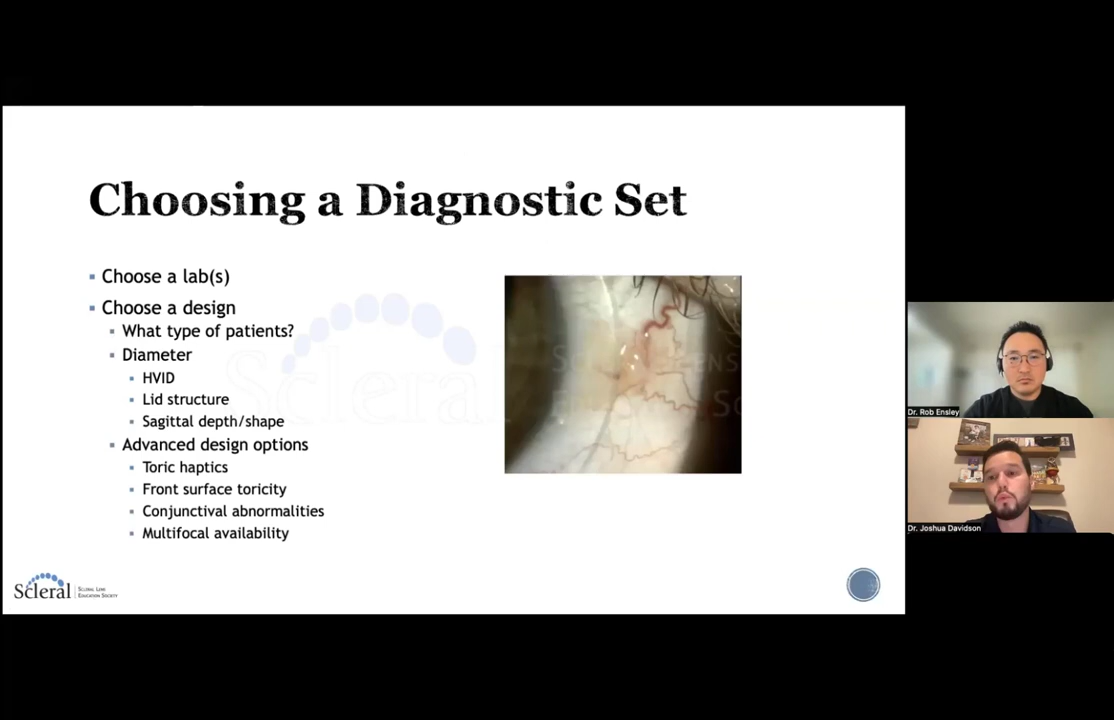 Choosing a Diagnostic Set
Choose a lab(s)
Choose a design
What type of patients?
Diameter
HVID
Lid structure
Sagittal depth/shape
Advanced design options
Toric haptics
Front surface toricity
Conjunctival abnormalities
Multifocal availability
Scleral
Scleral
SCLERAL LENS
EDUCATION SOCIETY
Dr. Rob Ensley
Dr. Joshua Davidson